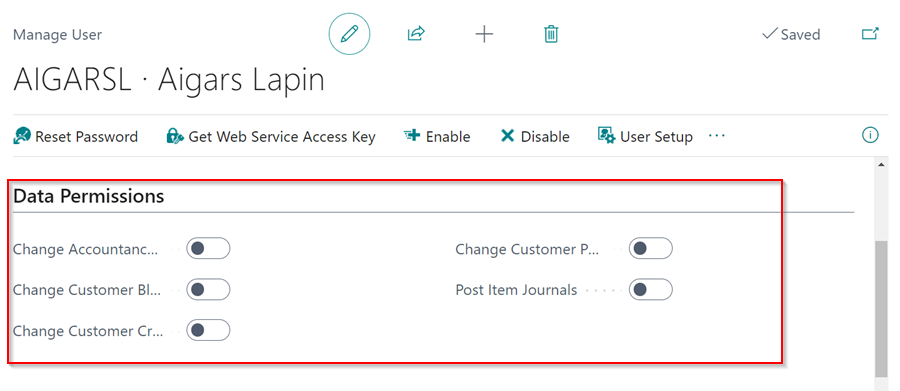 Manage User
Saved
AIGARSL · Aigars Lapin
Reset Password Get Web Service Access Key Enable Disable User Setup ···
Data Permissions
Change Accountanc... Change Customer P...
Change Customer Bl... Post Item Journals
Change Customer Cr...